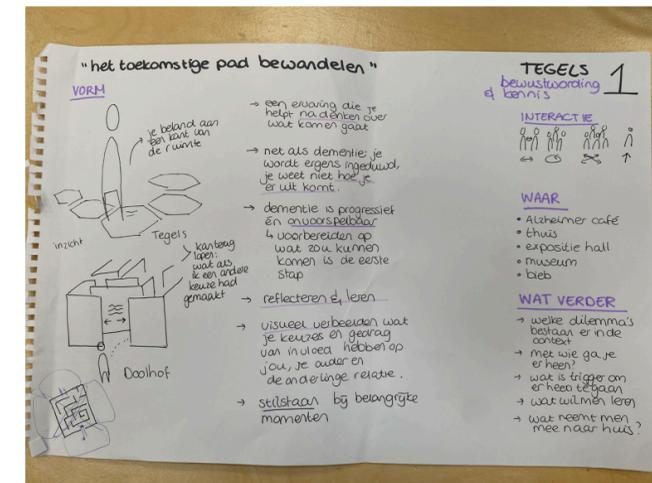 "het toekomstige pad bewandelen"
VORM
je beland aan
één kant van
de ruimte
inzicht
Tegels
kan terug
lopen:
wat als
ik een andere
keuze had
gemaakt
Doolhof
→ een ervaring die je
helpt nadenken over
wat komen gaat
→ net als dementie: je
wordt ergens ingeduwd,
je weet niet hoe je
er uit komt.
→ dementie is progressief
én onvoorspelbaar
↳ voorbereiden op
wat zou kunnen
komen is de eerste
stap
→ reflecteren & leren
→ visueel verbeelden wat
je keuzes en gedrag
van invloed hebben op
jou, je ouder en
de onderlinge relatie.
→ stilstaan bij belangrijke
momenten
TEGELS 1
bewustwording
& kennis
INTERACTIE
WAAR
• Alzheimer café
• thuis
• expositie hall
• museum
• bieb
WAT VERDER
→ welke dilemma's
bestaan er in de
context
→ met wie ga je
er heen?
→ wat is trigger om
er heen te gaan
→ wat wil men leren
→ wat neemt men
mee naar huis?